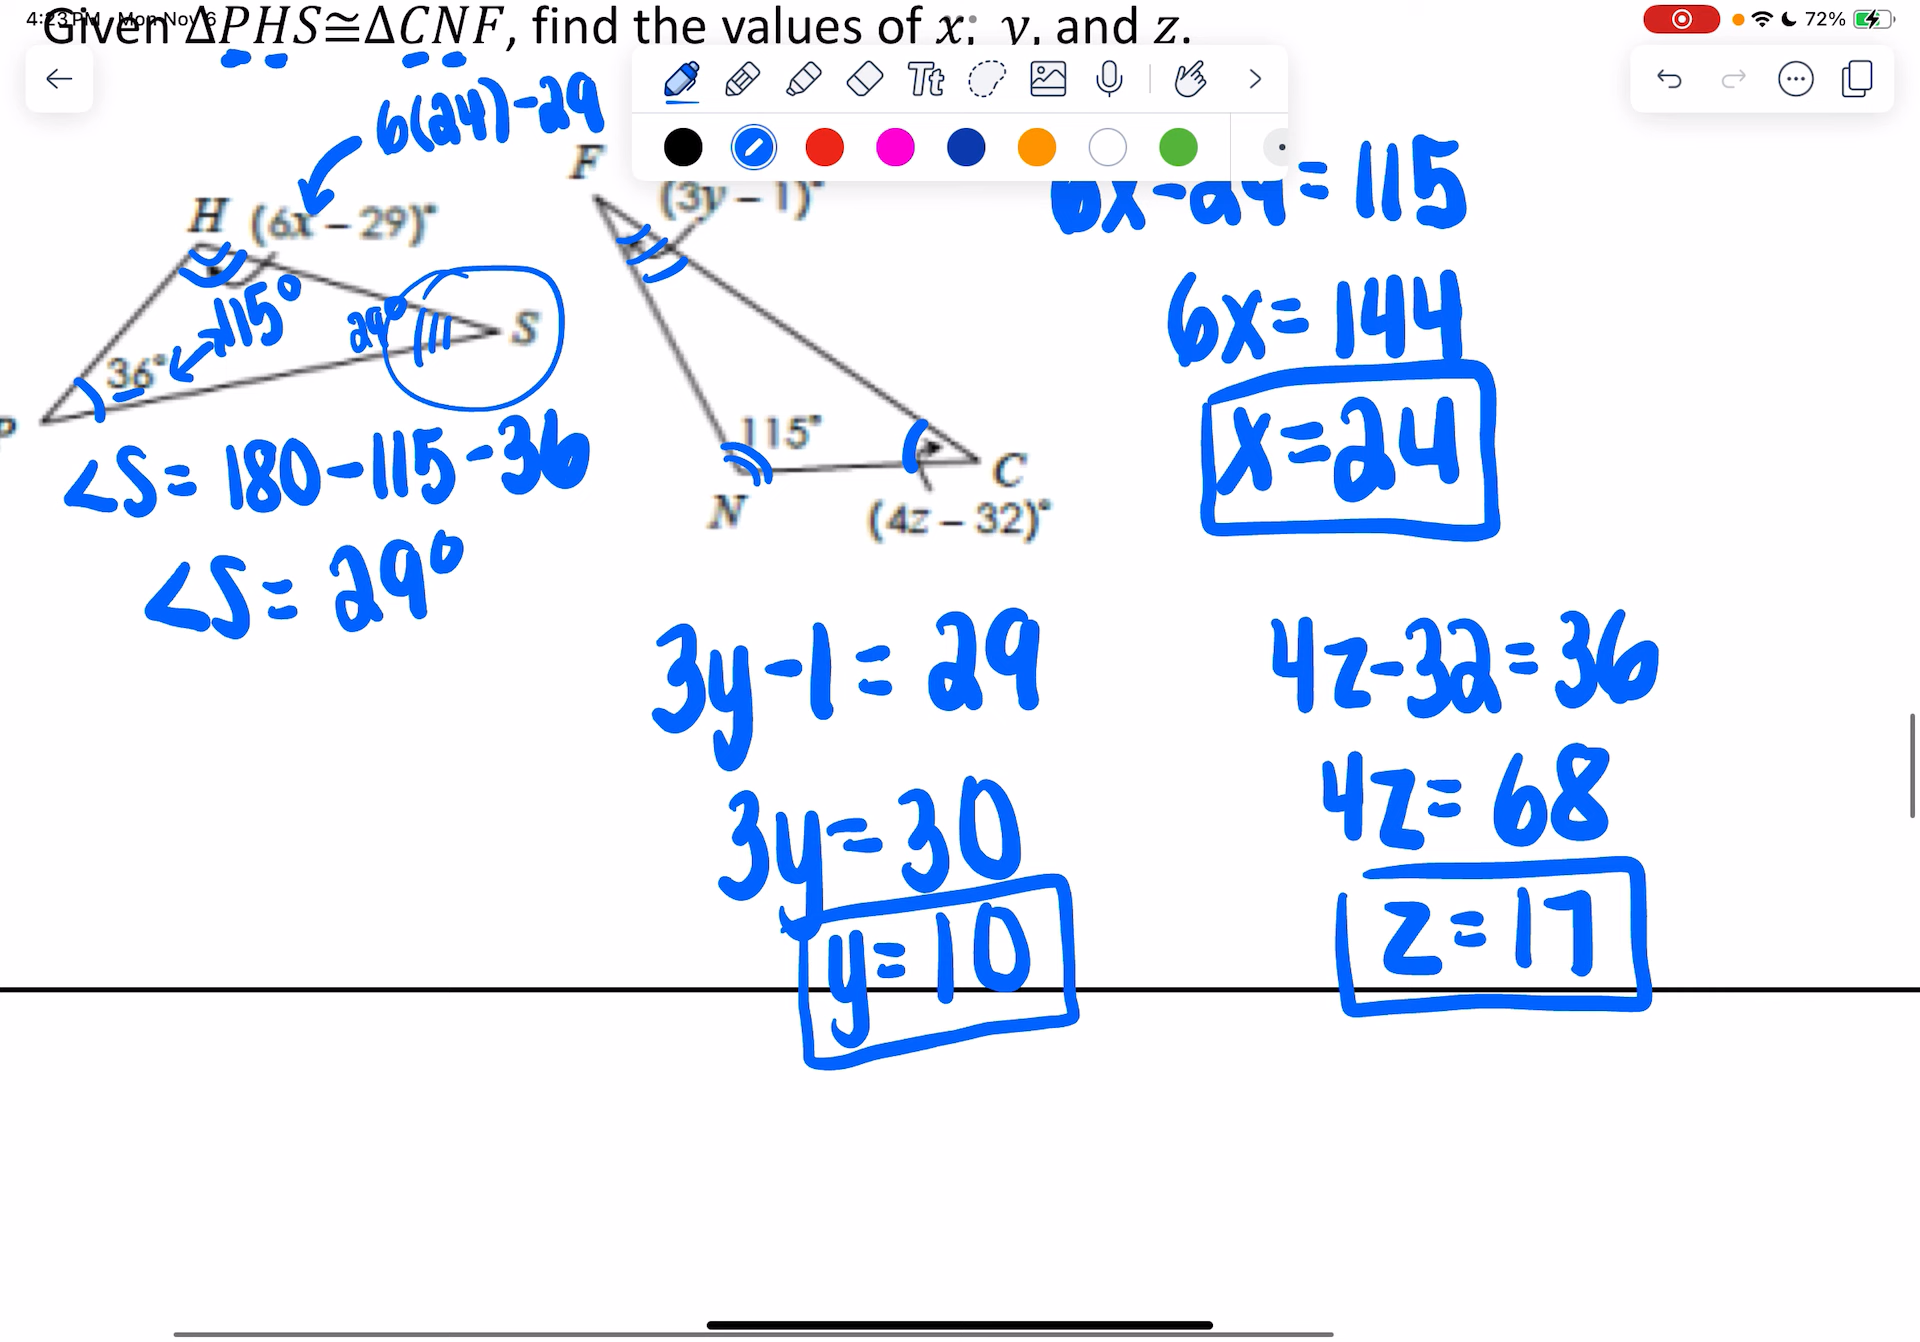 4:23 PM Mon Nov 6
72%
Given ΔPHS≅ΔCNF, find the values of x, y, and z.
Tt
6(24)-29
F
(3y – 1)°
6x-29=115
H (6x – 29)°
115°
29°
S
36°
P
6x=144
x=24
115°
C
N
(4z – 32)°
<S=180-115-36
<S=29°
3y-1=29
3y=30
y=10
4z-32=36
4z=68
z=17